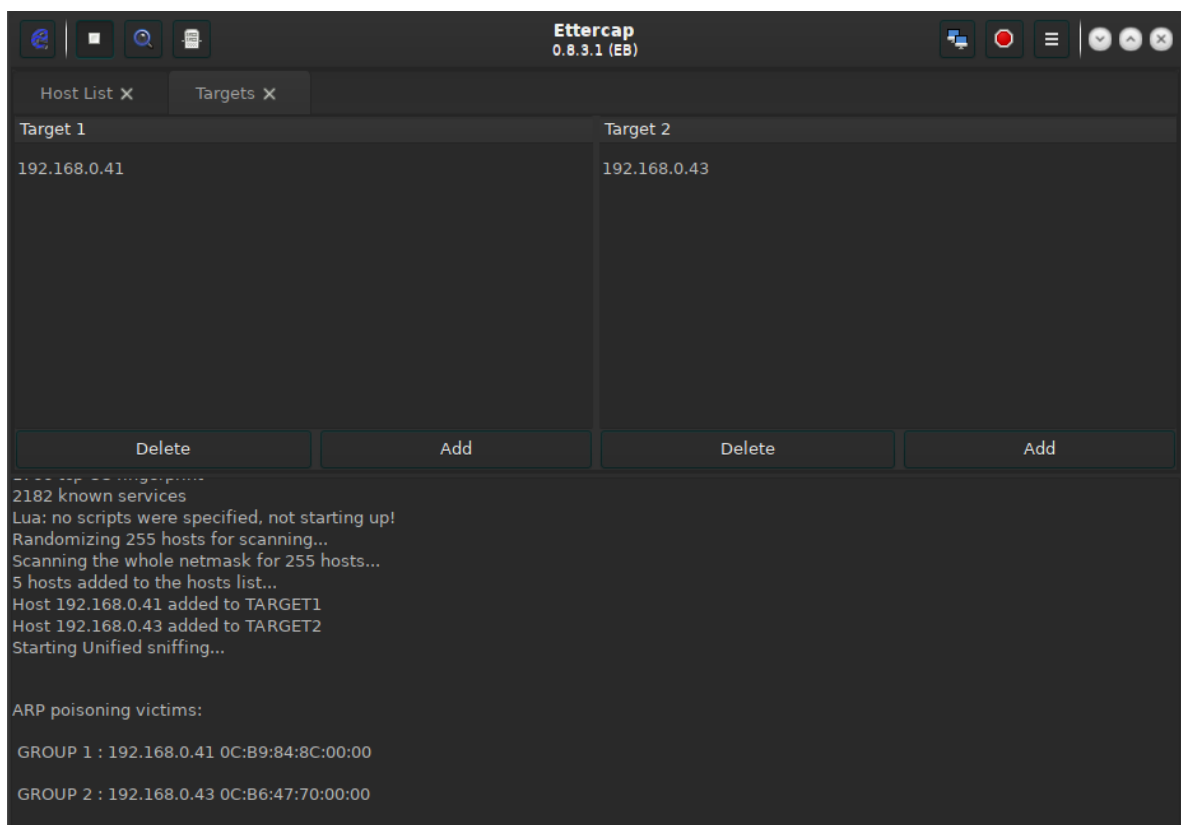 Ettercap
0.8.3.1 (EB)
Host List
Targets
Target 1
Target 2
192.168.0.41
192.168.0.43
Delete
Add
Delete
Add
2182 known services
Lua: no scripts were specified, not starting up!
Randomizing 255 hosts for scanning...
Scanning the whole netmask for 255 hosts...
5 hosts added to the hosts list...
Host 192.168.0.41 added to TARGET1
Host 192.168.0.43 added to TARGET2
Starting Unified sniffing...
ARP poisoning victims:
GROUP 1 : 192.168.0.41 0C:B9:84:8C:00:00
GROUP 2 : 192.168.0.43 0C:B6:47:70:00:00